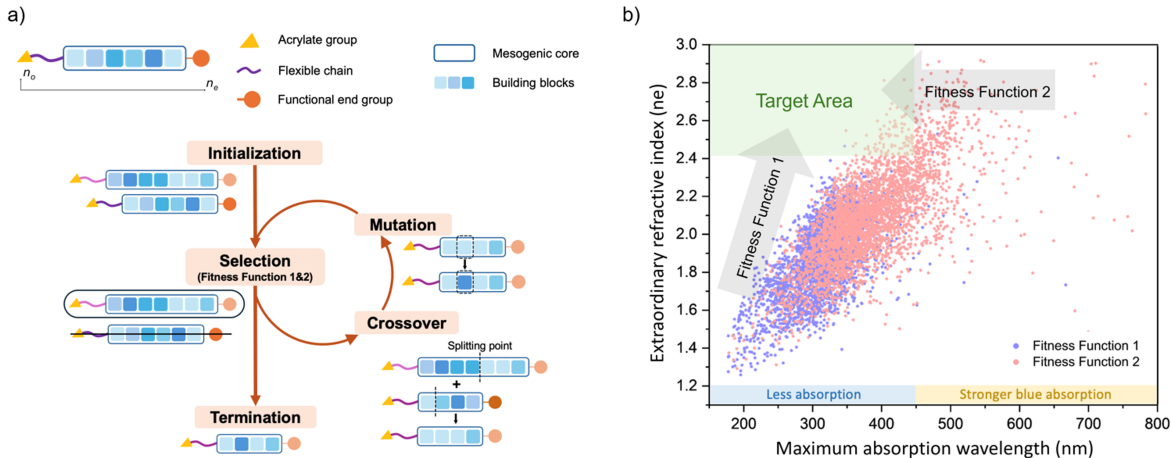 a)
Acrylate group
Flexible chain
Functional end group
Mesogenic core
Building blocks
no
ne
Initialization
Selection
(Fitness Function 1&2)
Mutation
Crossover
Splitting point
+
Termination
b)
Extraordinary refractive index (ne)
3.0
2.8
2.6
2.4
2.2
2.0
1.8
1.6
1.4
1.2
Target Area
Fitness Function 2
Fitness Function 1
Fitness Function 1
Fitness Function 2
Less absorption
Stronger blue absorption
200 300 400 500 600 700 800
Maximum absorption wavelength (nm)